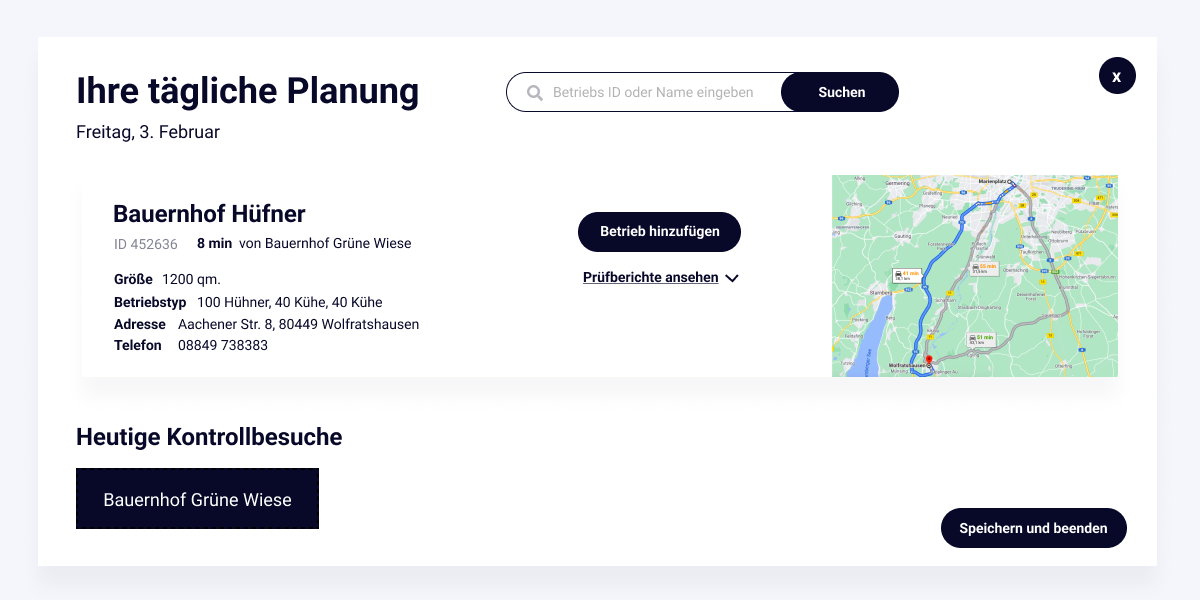 Ihre tägliche Planung
Freitag, 3. Februar
Betriebs ID oder Name eingeben
Suchen
x
Bauernhof Hüfner
ID 452636 8 min von Bauernhof Grüne Wiese
Größe 1200 qm.
Betriebstyp 100 Hühner, 40 Kühe, 40 Kühe
Adresse Aachener Str. 8, 80449 Wolfratshausen
Telefon 08849 738383
Betrieb hinzufügen
Prüfberichte ansehen
Marienplatz
Germering
Gauting
41 min
55 min
Starnberg
51 min
Wolfratshausen
Heutige Kontrollbesuche
Bauernhof Grüne Wiese
Speichern und beenden